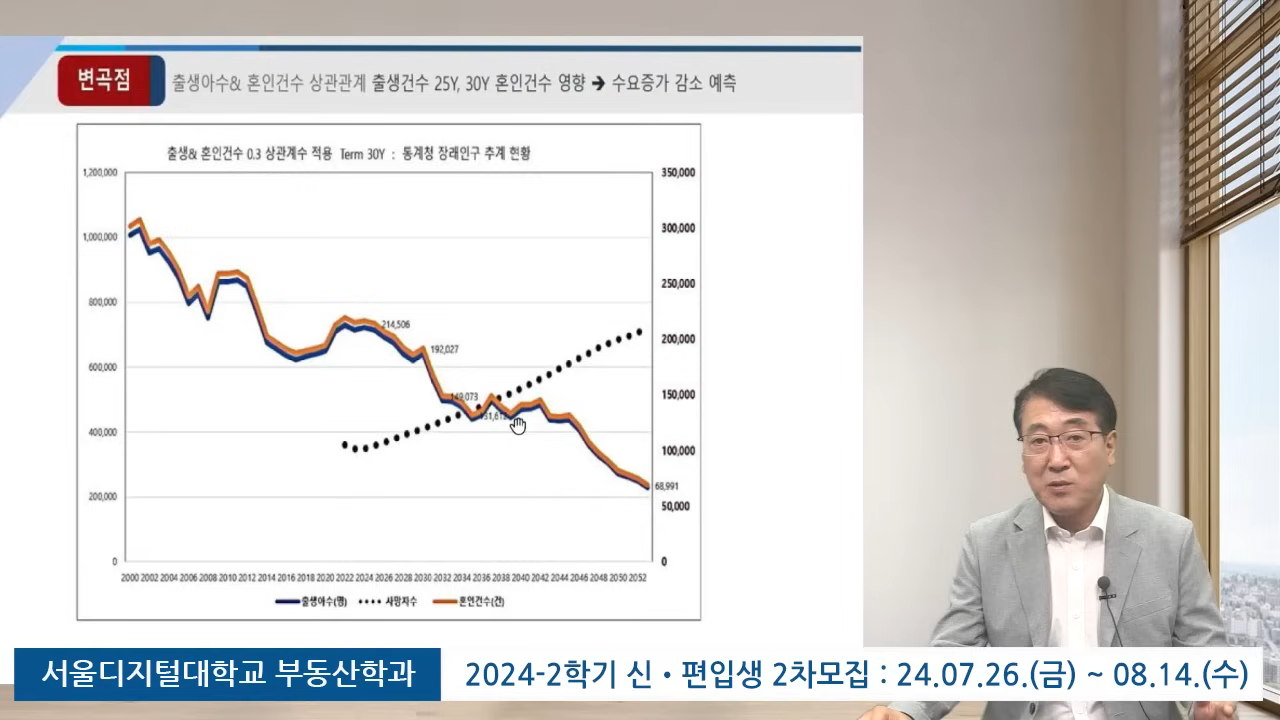 변곡점
출생아수& 혼인건수 상관관계 출생건수 25Y, 30Y 혼인건수 영향 ➔ 수요증가 감소 예측
출생& 혼인건수 0.3 상관계수 적용 Term 30Y : 통계청 장래인구 추계 현황
1,200,000
1,000,000
800,000
600,000
400,000
200,000
0
350,000
300,000
250,000
200,000
150,000
100,000
50,000
0
214,506
192,027
149,073
131,612
68,991
2000 2002 2004 2006 2008 2010 2012 2014 2016 2018 2020 2022 2024 2026 2028 2030 2032 2034 2036 2038 2040 2042 2044 2046 2048 2050 2052
출생아수(명) 사망자수 혼인건수(건)
서울디지털대학교 부동산학과
2024-2학기 신・편입생 2차모집 : 24.07.26.(금) ~ 08.14.(수)